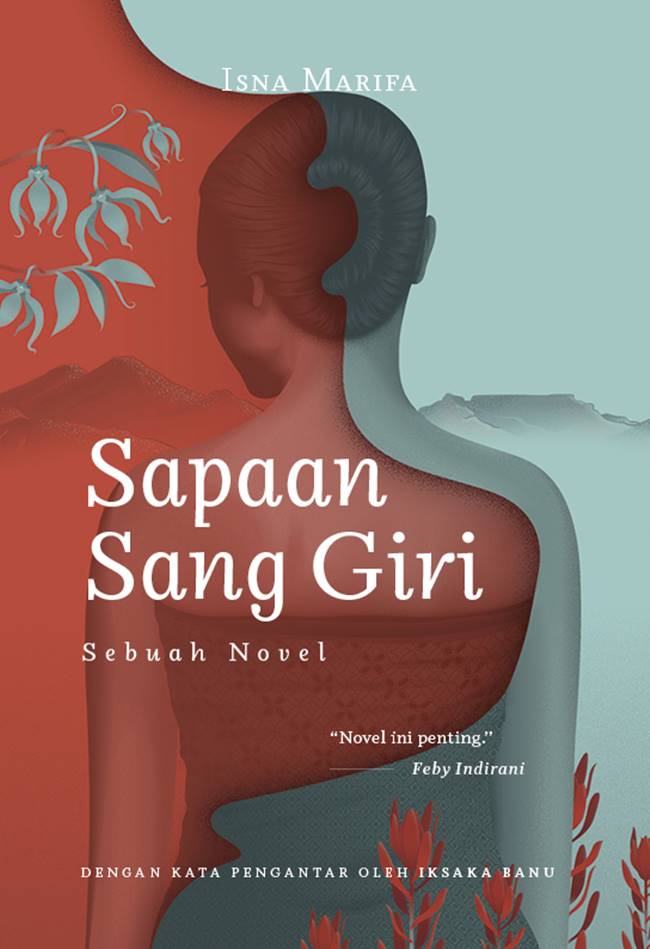 Isna Marifa
Sapaan
Sang Giri
Sebuah Novel
“Novel ini penting.”
Feby Indirani
DENGAN KATA PENGANTAR OLEH IKSAKA BANU